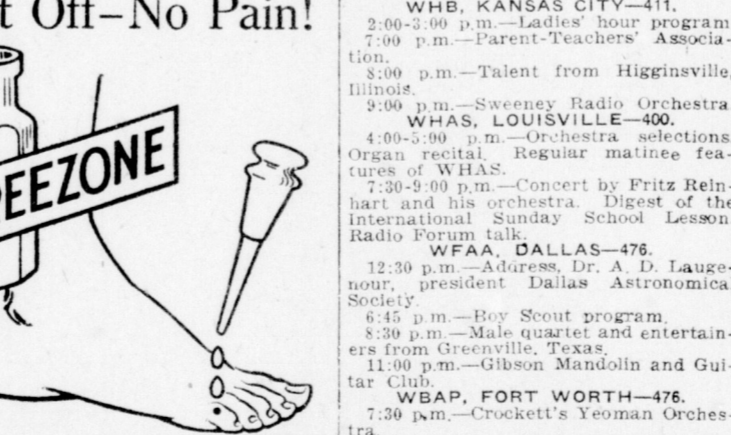 t Off–No Pain!
EEZONE
WHB, KANSAS CITY—411.
2:00-3:00 p.m.—Ladies' hour program
7:00 p.m.—Parent-Teachers' Associa-
tion.
8:00 p.m.—Talent from Higginsville,
Illinois.
9:00 p.m.—Sweeney Radio Orchestra
WHAS, LOUISVILLE—400.
4:00-5:00 p.m.—Orchestra selections
Organ recital. Regular matinee fea-
tures of WHAS.
7:30-9:00 p.m.—Concert by Fritz Rein-
hart and his orchestra. Digest of the
International Sunday School Lesson
Radio Forum talk.
WFAA, DALLAS—476.
12:30 p.m.—Address, Dr. A. D. Lauge-
nour, president Dallas Astronomica
Society.
6:45 p.m.—Boy Scout program.
8:30 p.m.—Male quartet and entertain-
ers from Greenville, Texas.
11:00 p.m.—Gibson Mandolin and Gui-
tar Club.
WBAP, FORT WORTH—476.
7:30 p.m.—Crockett's Yeoman Orches-
tra